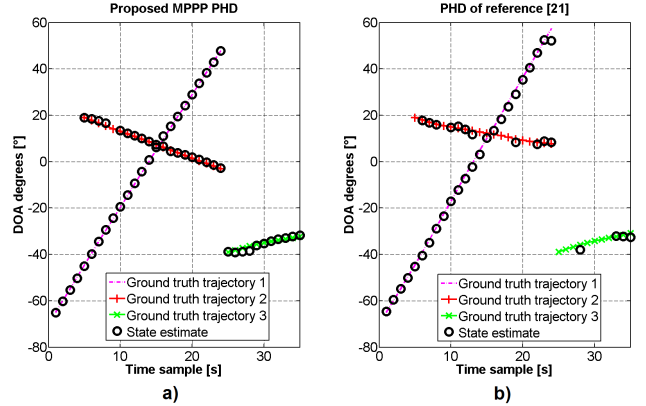 Proposed MPPP PHD
DOA degrees [°]
60
40
20
0
-20
-40
-60
-80
Ground truth trajectory 1
Ground truth trajectory 2
Ground truth trajectory 3
State estimate
0
10
20
30
Time sample [s]
a)
PHD of reference [21]
DOA degrees [°]
60
40
20
0
-20
-40
-60
-80
Ground truth trajectory 1
Ground truth trajectory 2
Ground truth trajectory 3
State estimate
0
10
20
30
Time sample [s]
b)